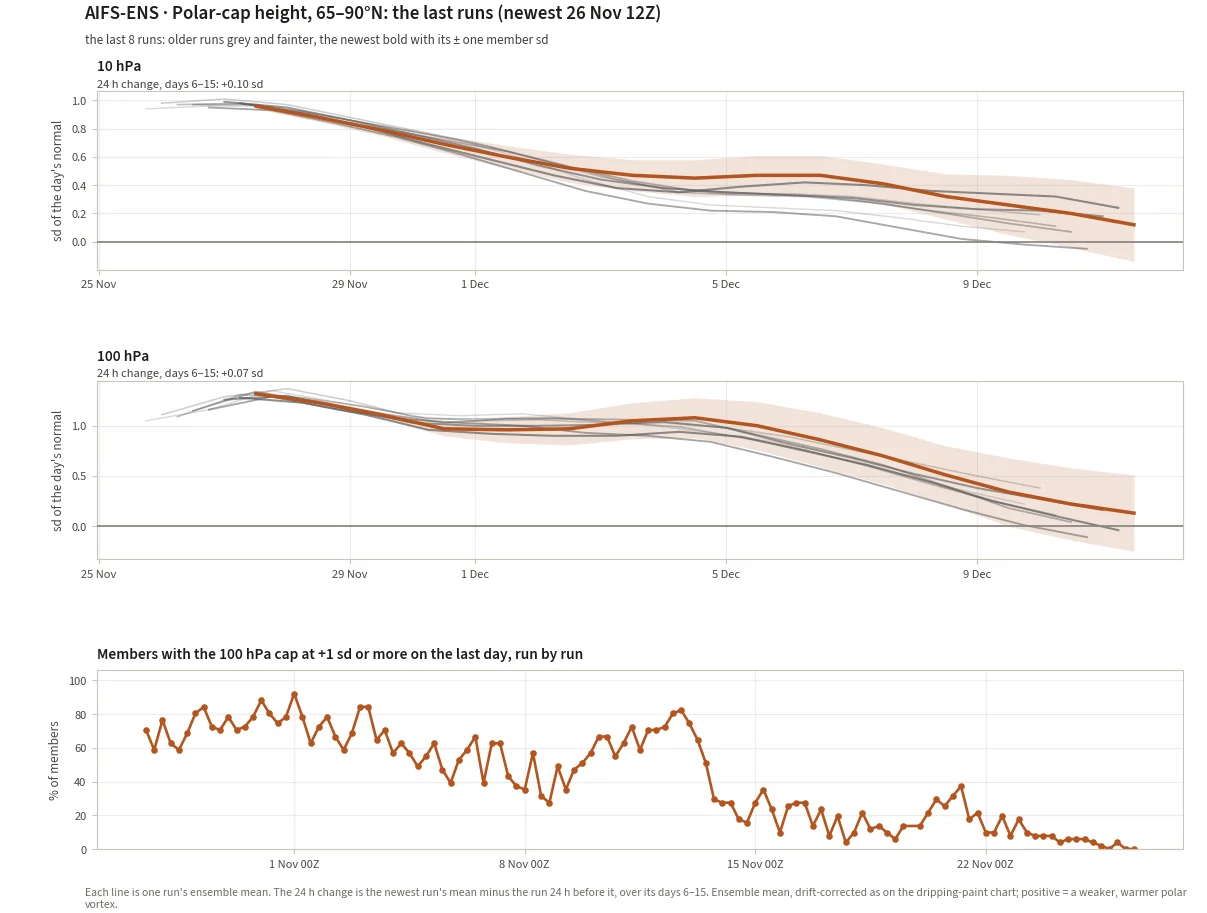 AIFS-ENS · Polar-cap height, 65–90°N: the last runs (newest 26 Nov 12Z)
the last 8 runs: older runs grey and fainter, the newest bold with its ± one member sd
10 hPa
24 h change, days 6–15: +0.10 sd
sd of the day's normal
1.0
0.8
0.6
0.4
0.2
0.0
25 Nov
29 Nov
1 Dec
5 Dec
9 Dec
100 hPa
24 h change, days 6–15: +0.07 sd
sd of the day's normal
1.0
0.5
0.0
25 Nov
29 Nov
1 Dec
5 Dec
9 Dec
Members with the 100 hPa cap at +1 sd or more on the last day, run by run
% of members
100
80
60
40
20
0
1 Nov 00Z
8 Nov 00Z
15 Nov 00Z
22 Nov 00Z
Each line is one run's ensemble mean. The 24 h change is the newest run's mean minus the run 24 h before it, over its days 6–15. Ensemble mean, drift-corrected as on the dripping-paint chart; positive = a weaker, warmer polar
vortex.